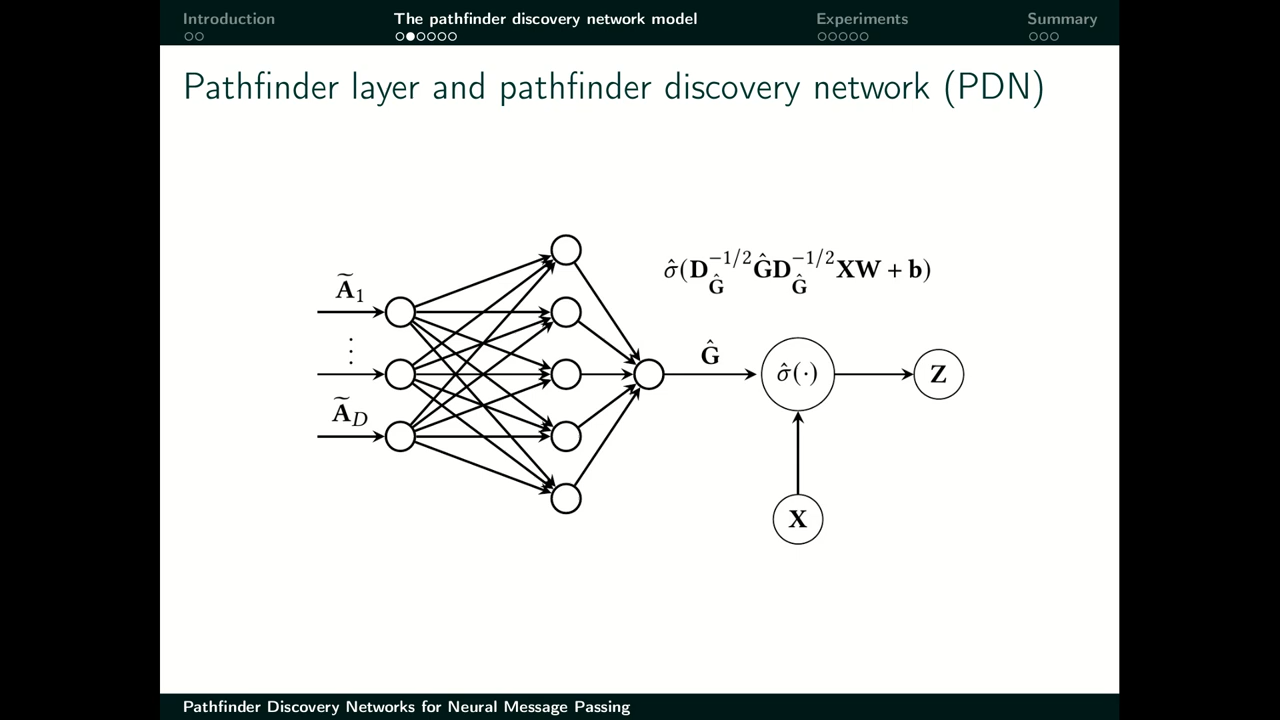 Introduction
The pathfinder discovery network model
Experiments
Summary
Pathfinder layer and pathfinder discovery network (PDN)
σ̂(D_Ĝ^{−1/2}ĜD_Ĝ^{−1/2}XW + b)
Ã₁
⋮
Ã_D
Ĝ
σ̂(·)
Z
X
Pathfinder Discovery Networks for Neural Message Passing